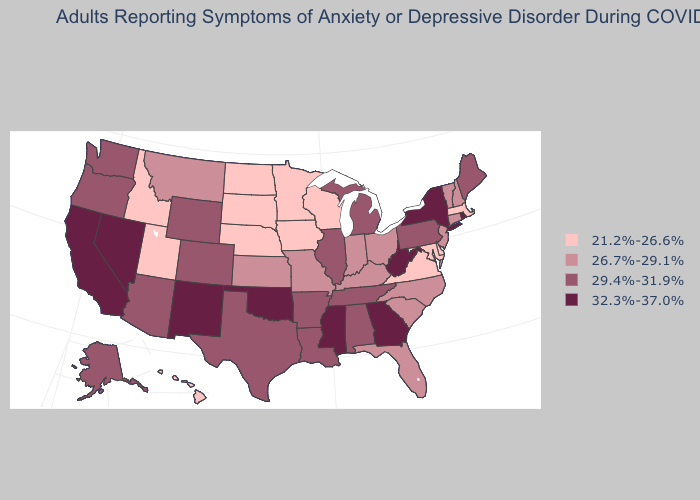 Adults Reporting Symptoms of Anxiety or Depressive Disorder During
21.2%-26.6%
26.7%-29.1%
29.4%-31.9%
32.3%-37.0%